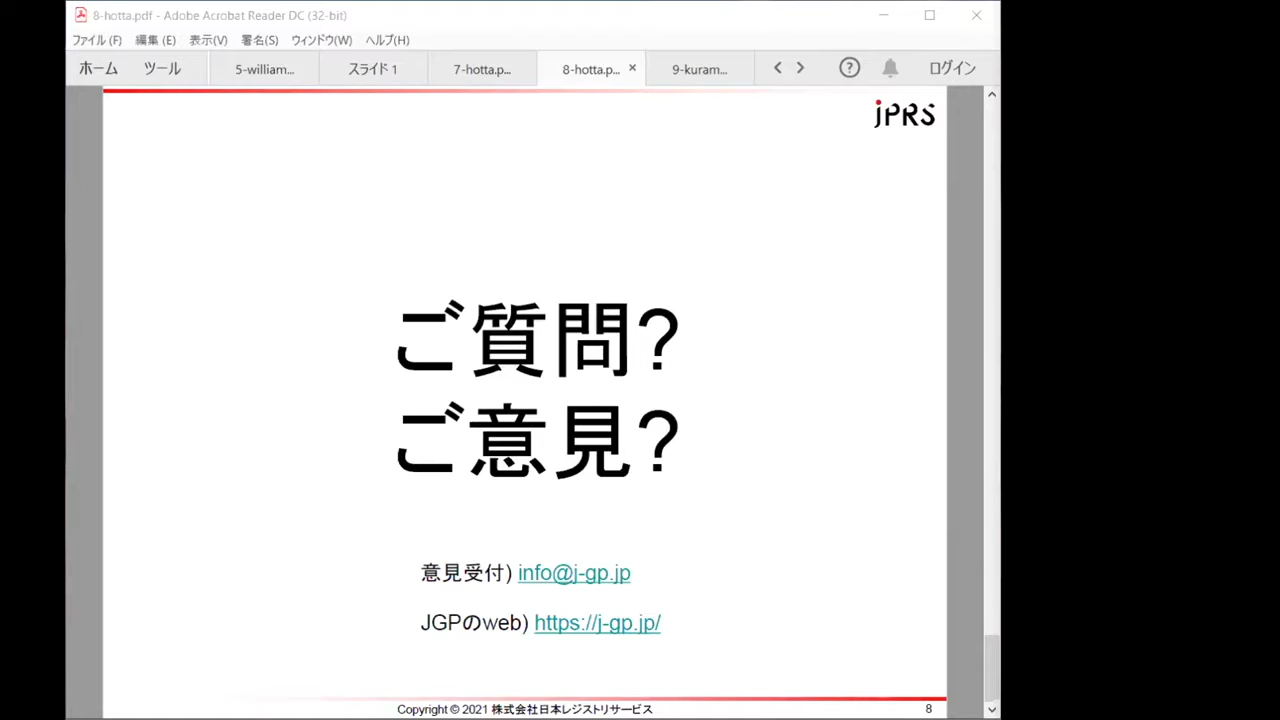 8-hotta.pdf - Adobe Acrobat Reader DC (32-bit)
ファイル(F) 編集(E) 表示(V) 署名(S) ウィンドウ(W) ヘルプ(H)
ホーム ツール 5-william... スライド 1 7-hotta.p... 8-hotta.p... × 9-kuram... ? ログイン
JPRS
ご質問?
ご意見?
意見受付) info@j-gp.jp
JGPのweb) https://j-gp.jp/
Copyright © 2021 株式会社日本レジストリサービス 8